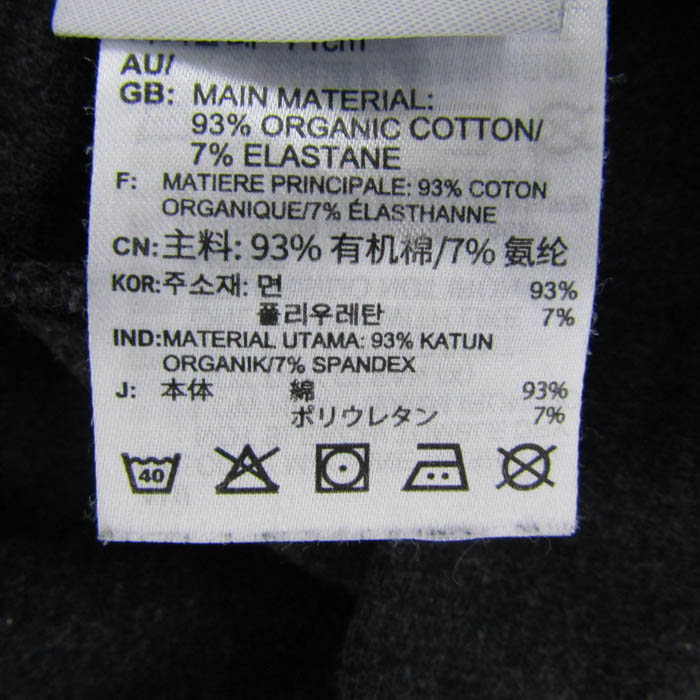 71cm
AU/
GB: MAIN MATERIAL:
93% ORGANIC COTTON/
7% ELASTANE
F: MATIERE PRINCIPALE: 93% COTON
ORGANIQUE/7% ÉLASTHANNE
CN: 主料: 93% 有机棉/7% 氨纶
KOR: 주소재: 면 93%
폴리우레탄 7%
IND: MATERIAL UTAMA: 93% KATUN
ORGANIK/7% SPANDEX
J: 本体 綿 93%
ポリウレタン 7%
40